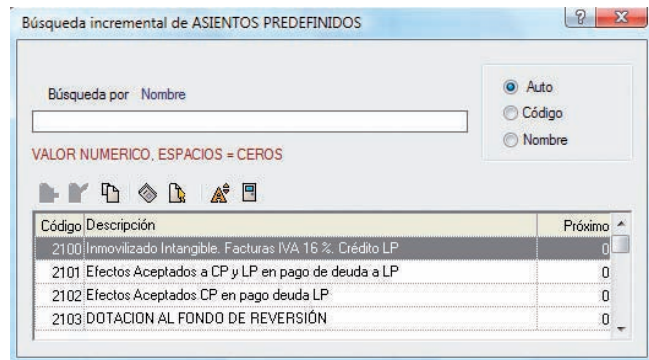 Búsqueda incremental de ASIENTOS PREDEFINIDOS
Búsqueda por Nombre
Auto
Código
Nombre
VALOR NUMERICO, ESPACIOS = CEROS
Código Descripción Próximo
2100 Inmovilizado Intangible. Facturas IVA 16 %. Crédito LP 0
2101 Efectos Aceptados a CP y LP en pago de deuda a LP 0
2102 Efectos Aceptados CP en pago deuda LP 0
2103 DOTACION AL FONDO DE REVERSIÓN 0